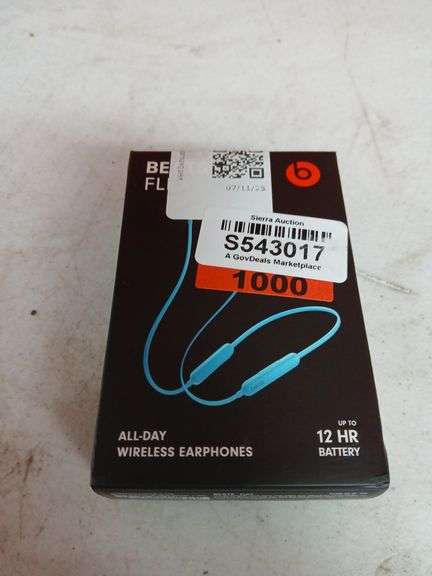 BE
FL
07/11/25
Sierra Auction
S543017
A GovDeals Marketplace
1000
ALL-DAY
WIRELESS EARPHONES
UP TO
12 HR
BATTERY